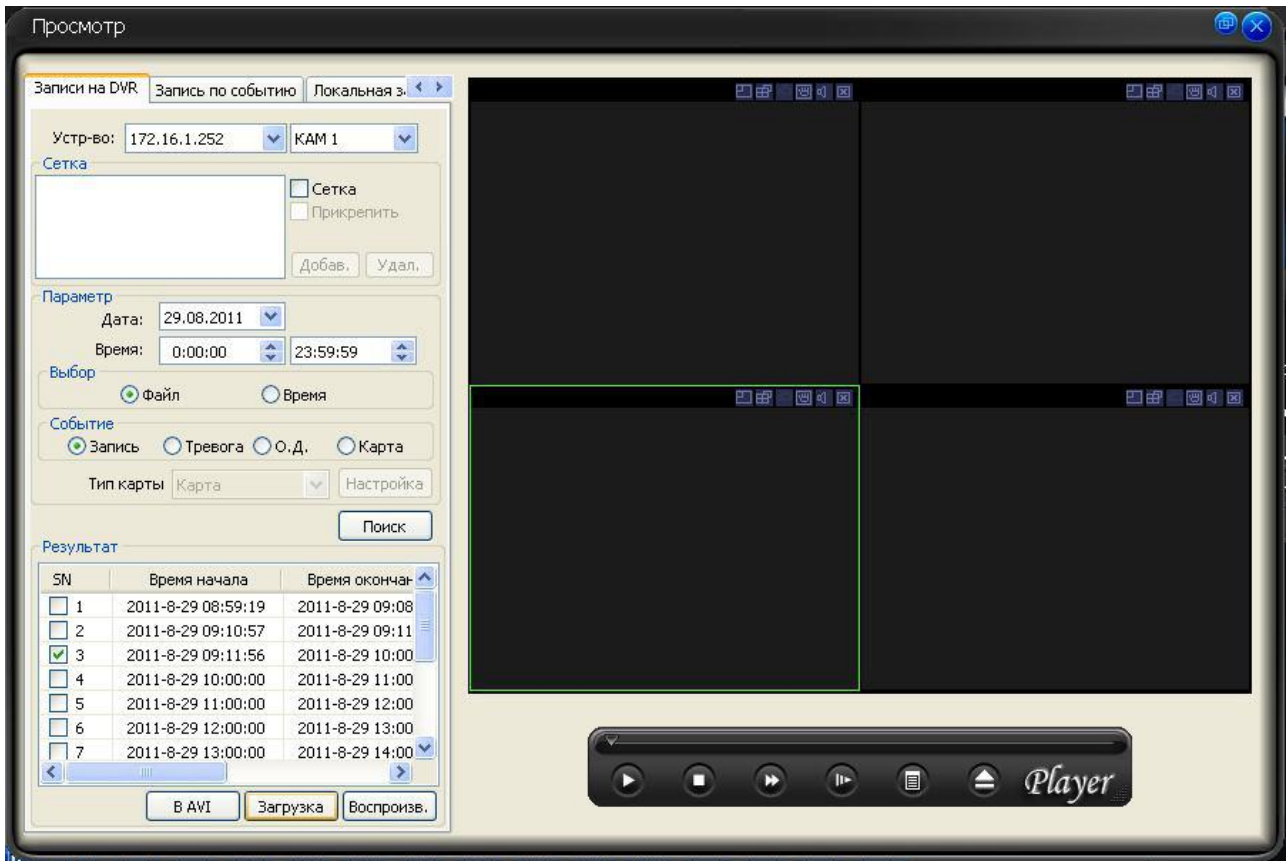 Просмотр
Записи на DVR Запись по событию Локальная з
Устр-во: 172.16.1.252 КАМ 1
Сетка
Сетка
Прикрепить
Добав. Удал.
Параметр
Дата: 29.08.2011
Время: 0:00:00 23:59:59
Выбор
Файл Время
Событие
Запись Тревога О.Д. Карта
Тип карты Карта Настройка
Поиск
Результат
SN Время начала Время окончан
1 2011-8-29 08:59:19 2011-8-29 09:08
2 2011-8-29 09:10:57 2011-8-29 09:11
3 2011-8-29 09:11:56 2011-8-29 10:00
4 2011-8-29 10:00:00 2011-8-29 11:00
5 2011-8-29 11:00:00 2011-8-29 12:00
6 2011-8-29 12:00:00 2011-8-29 13:00
7 2011-8-29 13:00:00 2011-8-29 14:00
В AVI Загрузка Воспроизв.
Player